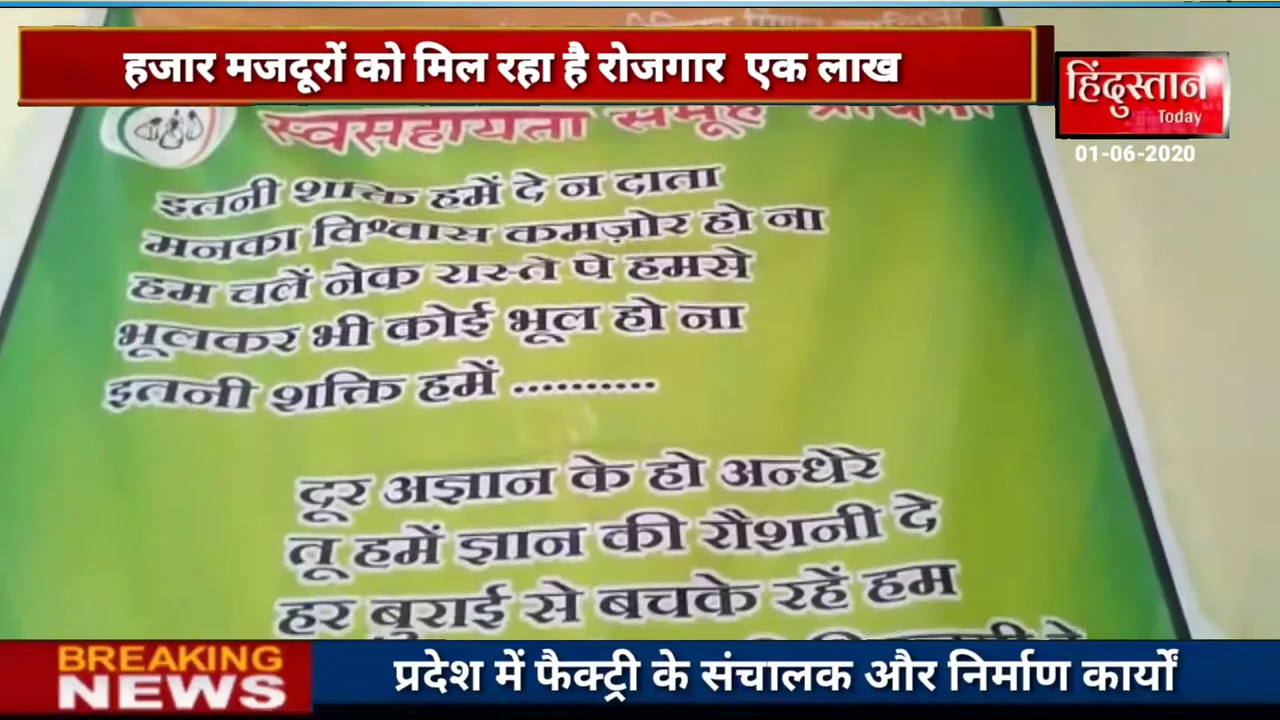 हजार मजदूरों को मिल रहा है रोजगार एक लाख
हिंदुस्तान
Today
01-06-2020
स्वसहायता समूह
इतनी शक्ति हमें दे न दाता
मनका विश्वास कमज़ोर हो ना
हम चलें नेक रास्ते पे हमसे
भूलकर भी कोई भूल हो ना
इतनी शक्ति हमें ..........
दूर अज्ञान के हो अन्धेरे
तू हमें ज्ञान की रौशनी दे
हर बुराई से बचके रहें हम
BREAKING
NEWS
प्रदेश में फैक्ट्री के संचालक और निर्माण कार्यों